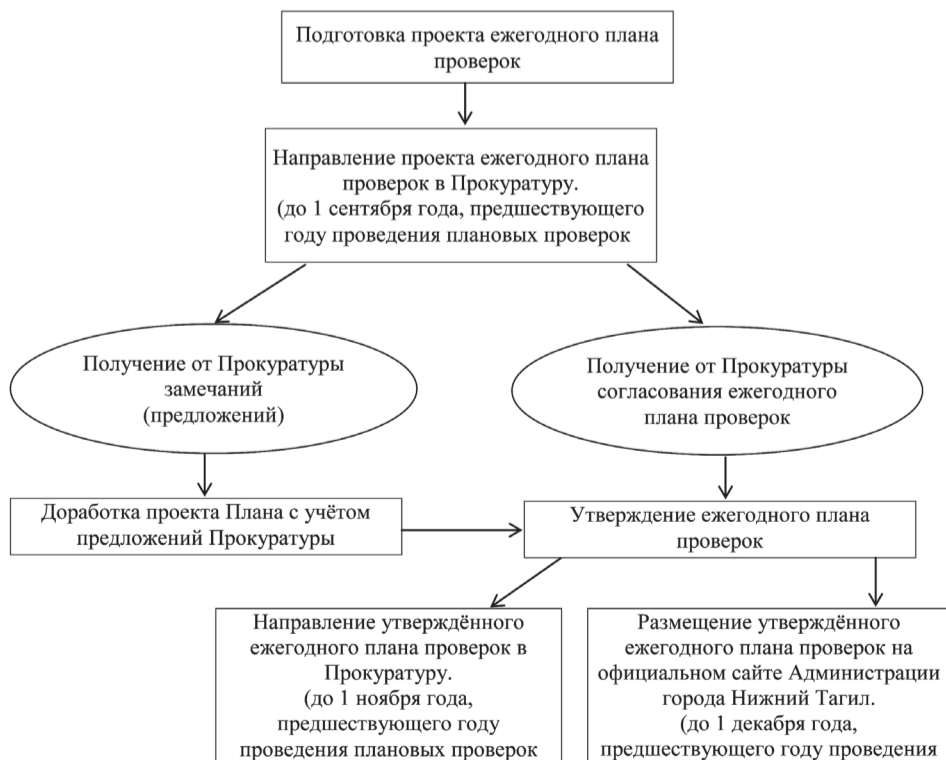 Подготовка проекта ежегодного плана
проверок
Направление проекта ежегодного плана
проверок в Прокуратуру.
(до 1 сентября года, предшествующего
году проведения плановых проверок
Получение от Прокуратуры
замечаний
(предложений)
Получение от Прокуратуры
согласования ежегодного
плана проверок
Доработка проекта Плана с учётом
предложений Прокуратуры
Утверждение ежегодного плана
проверок
Направление утверждённого
ежегодного плана проверок в
Прокуратуру.
(до 1 ноября года,
предшествующего году
проведения плановых проверок
Размещение утверждённого
ежегодного плана проверок на
официальном сайте Администрации
города Нижний Тагил.
(до 1 декабря года,
предшествующего году проведения